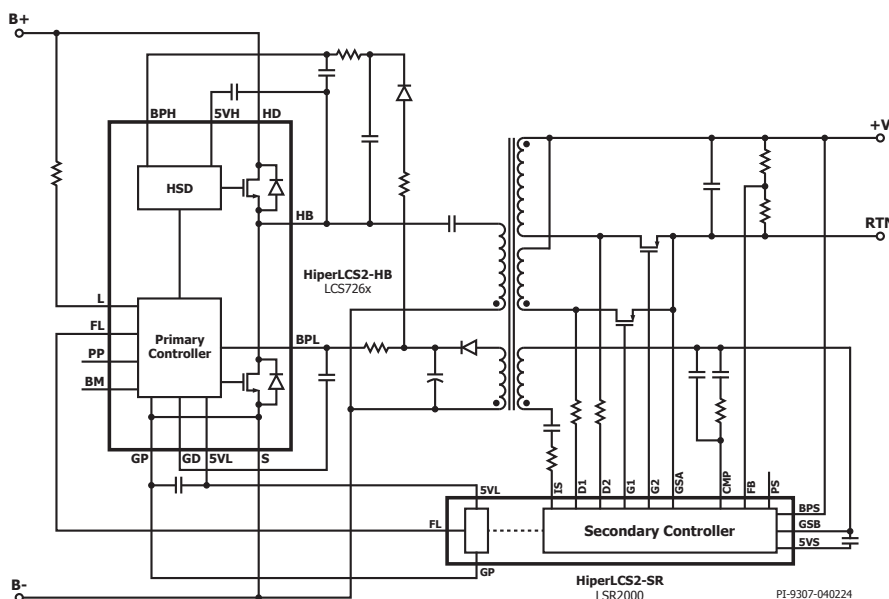 B+
BPH
5VH
HD
+V
HSD
HB
RTN
HiperLCS2-HB
LCS726x
L
FL
Primary
Controller
BPL
PP
BM
GP
GD
5VL
S
IS
D1
D2
G1
G2
GSA
CMP
FB
PS
5VL
BPS
FL
Secondary Controller
GSB
5VS
GP
HiperLCS2-SR
LSR2000
B-
PI-9307-040224